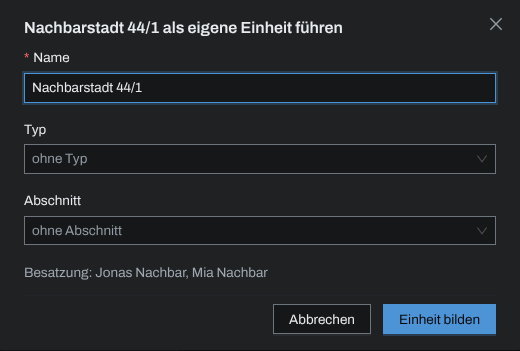 Nachbarstadt 44/1 als eigene Einheit führen
* Name
Nachbarstadt 44/1
Typ
ohne Typ
Abschnitt
ohne Abschnitt
Besatzung: Jonas Nachbar, Mia Nachbar
Abbrechen
Einheit bilden